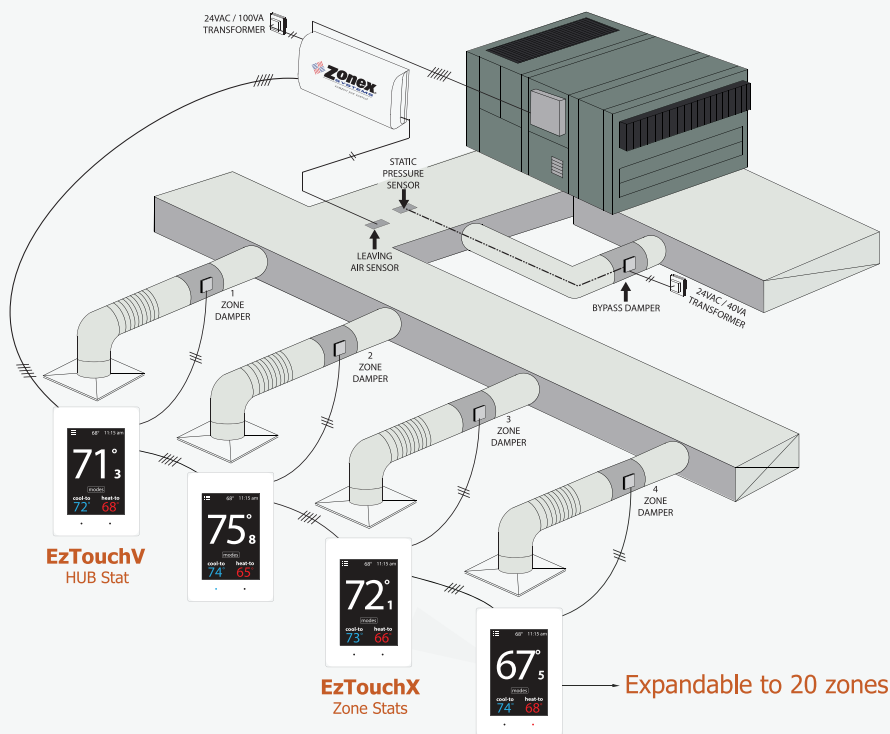 24VAC / 100VA
TRANSFORMER
zonex
SYSTEMS
STATIC
PRESSURE
SENSOR
LEAVING
AIR SENSOR
BYPASS DAMPER
24VAC / 40VA
TRANSFORMER
1
ZONE
DAMPER
2
ZONE
DAMPER
3
ZONE
DAMPER
4
ZONE
DAMPER
68° 11:15 am
71°3
modes
cool-to heat-to
72° 68°
EzTouchV
HUB Stat
68° 11:15 am
75°8
modes
cool-to heat-to
74° 65°
68° 11:15 am
72°1
modes
cool-to heat-to
73° 66°
EzTouchX
Zone Stats
68° 11:15 am
67°5
modes
cool-to heat-to
74° 68°
Expandable to 20 zones